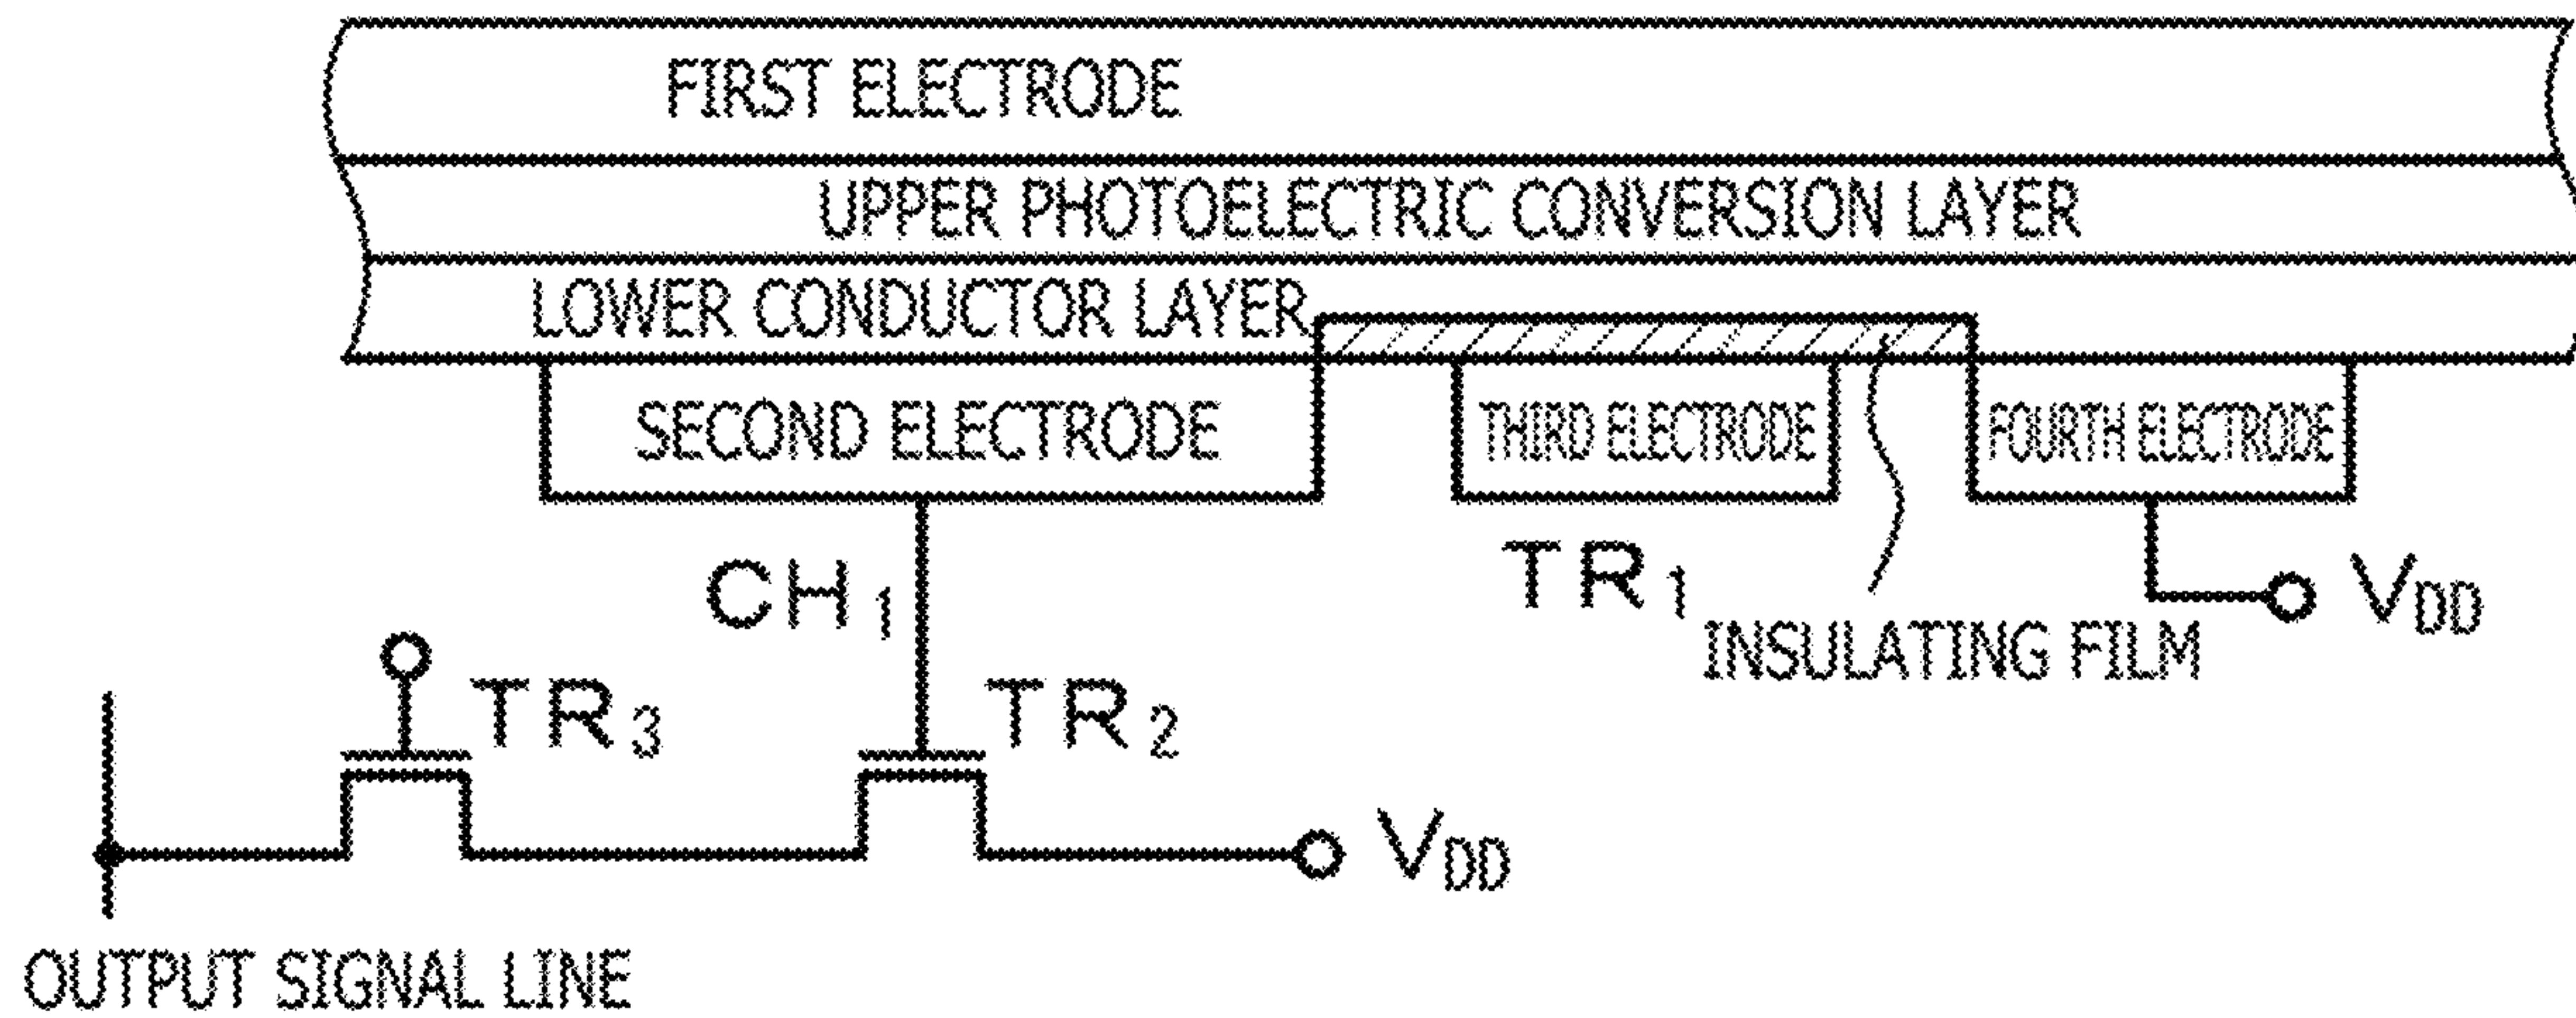 FIRST ELECTRODE
UPPER PHOTOELECTRIC CONVERSION LAYER
LOWER CONDUCTOR LAYER
SECOND ELECTRODE
THIRD ELECTRODE
FOURTH ELECTRODE
CH1
TR1
VDD
INSULATING FILM
TR3
TR2
VDD
OUTPUT SIGNAL LINE